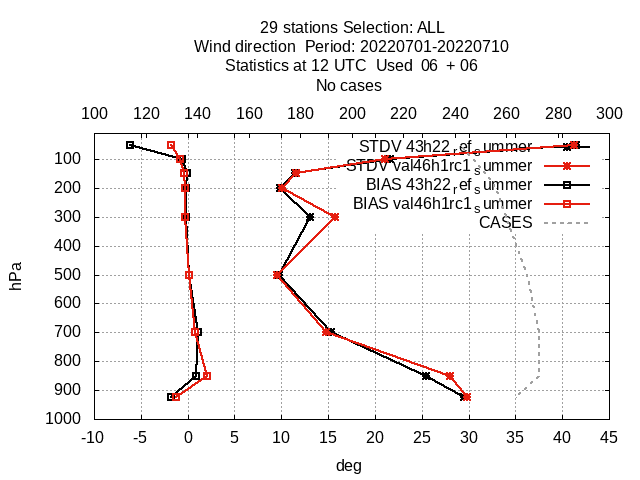 29 stations Selection: ALL
Wind direction  Period: 20220701-20220710
Statistics at 12 UTC  Used  06  + 06
No cases
100 120 140 160 180 200 220 240 260 280 300
STDV 43h22_ref_summer
STDV val46h1rc1_summer
BIAS 43h22_ref_summer
BIAS val46h1rc1_summer
CASES
100
200
300
400
500
600
700
800
900
1000
hPa
-10 -5 0 5 10 15 20 25 30 35 40 45
deg